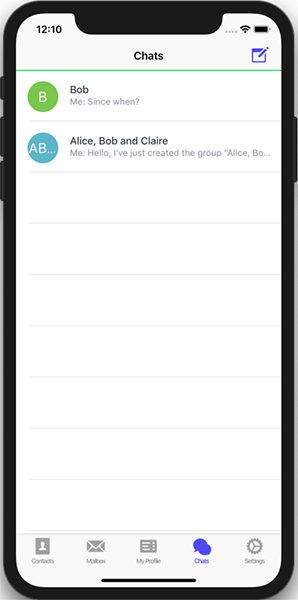 12:10
Chats
B
Bob
Me: Since when?
AB...
Alice, Bob and Claire
Me: Hello, I've just created the group "Alice, Bo...
Contacts
Mailbox
My Profile
Chats
Settings